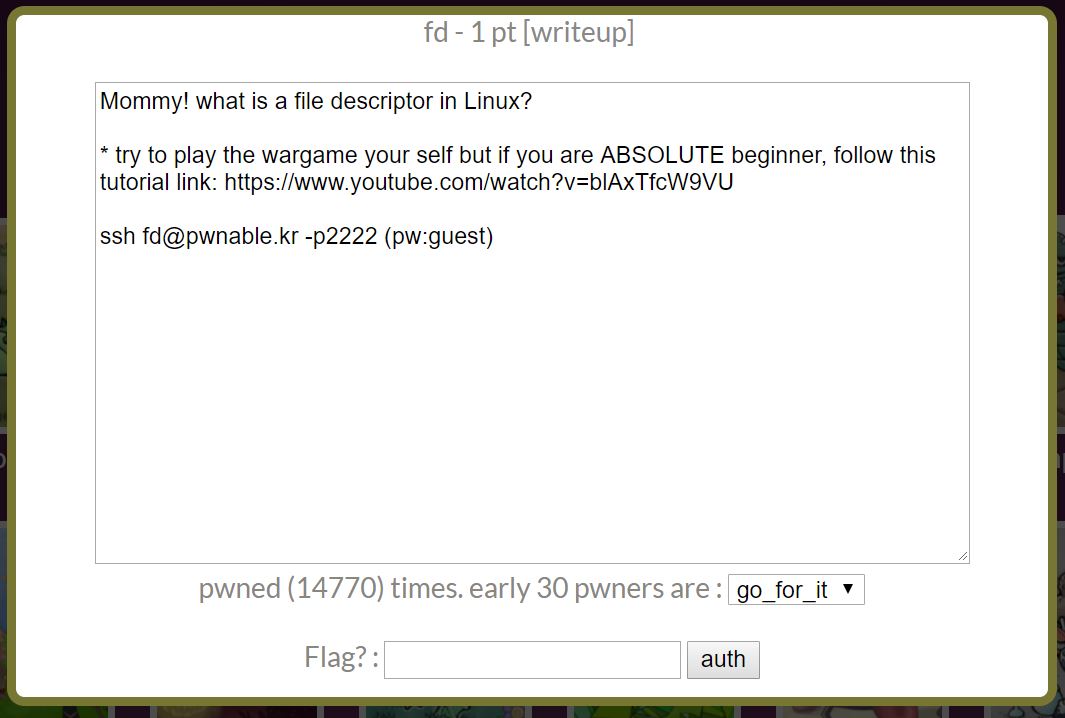 fd - 1 pt [writeup]
Mommy! what is a file descriptor in Linux?
* try to play the wargame your self but if you are ABSOLUTE beginner, follow this
tutorial link: https://www.youtube.com/watch?v=blAxTfcW9VU
ssh fd@pwnable.kr -p2222 (pw:guest)
pwned (14770) times. early 30 pwners are : go_for_it
Flag? : auth